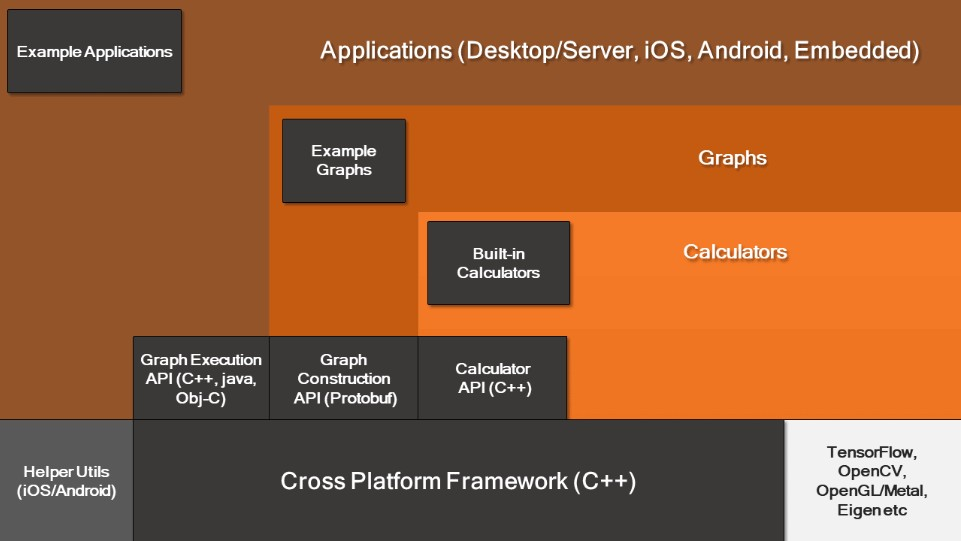 Example Applications
Applications (Desktop/Server, iOS, Android, Embedded)
Example
Graphs
Graphs
Built-in
Calculators
Calculators
Graph Execution
API (C++, java,
Obj-C)
Graph
Construction
API (Protobuf)
Calculator
API (C++)
Helper Utils
(iOS/Android)
Cross Platform Framework (C++)
TensorFlow,
OpenCV,
OpenGL/Metal,
Eigen etc